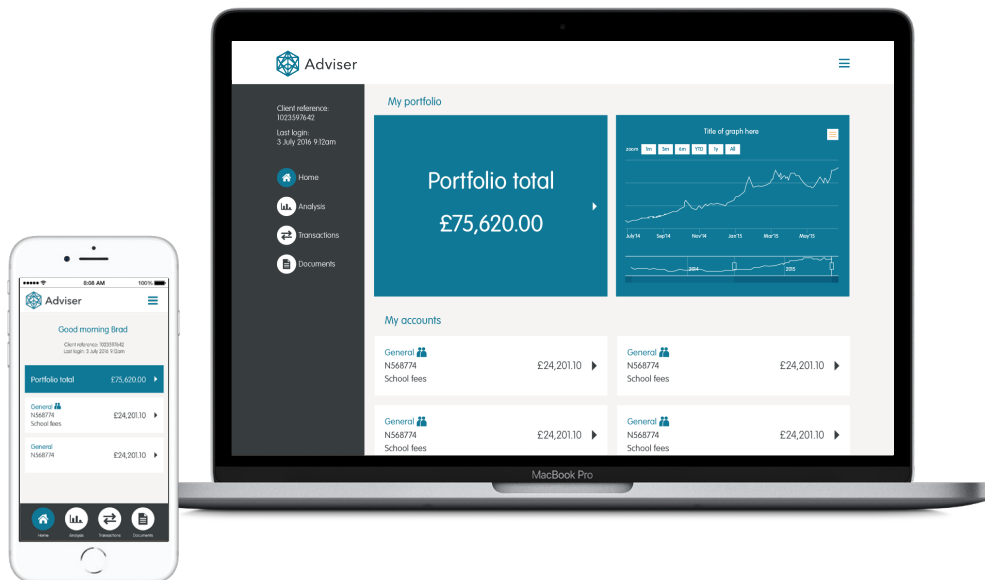 Adviser
Client reference:
1023597642
Last login:
3 July 2016 9:12am
Home
Analysis
Transactions
Documents
My portfolio
Portfolio total
£75,620.00
Title of graph here
zoom 1m 3m 6m YTD 1y All
July'14 Sep'14 Nov'14 Jan'15 Mar'15 May'15
2014 2015
My accounts
General
N568774 £24,201.10
School fees
General
N568774 £24,201.10
School fees
General
N568774 £24,201.10
School fees
General
N568774 £24,201.10
School fees
MacBook Pro
8:08 AM 100%
Adviser
Good morning Brad
Client reference: 1023597642
Last login: 3 July 2016 9:12am
Portfolio total £75,620.00
General
N568774 £24,201.10
School fees
General
N568774 £24,201.10
Home Analysis Transactions Documents